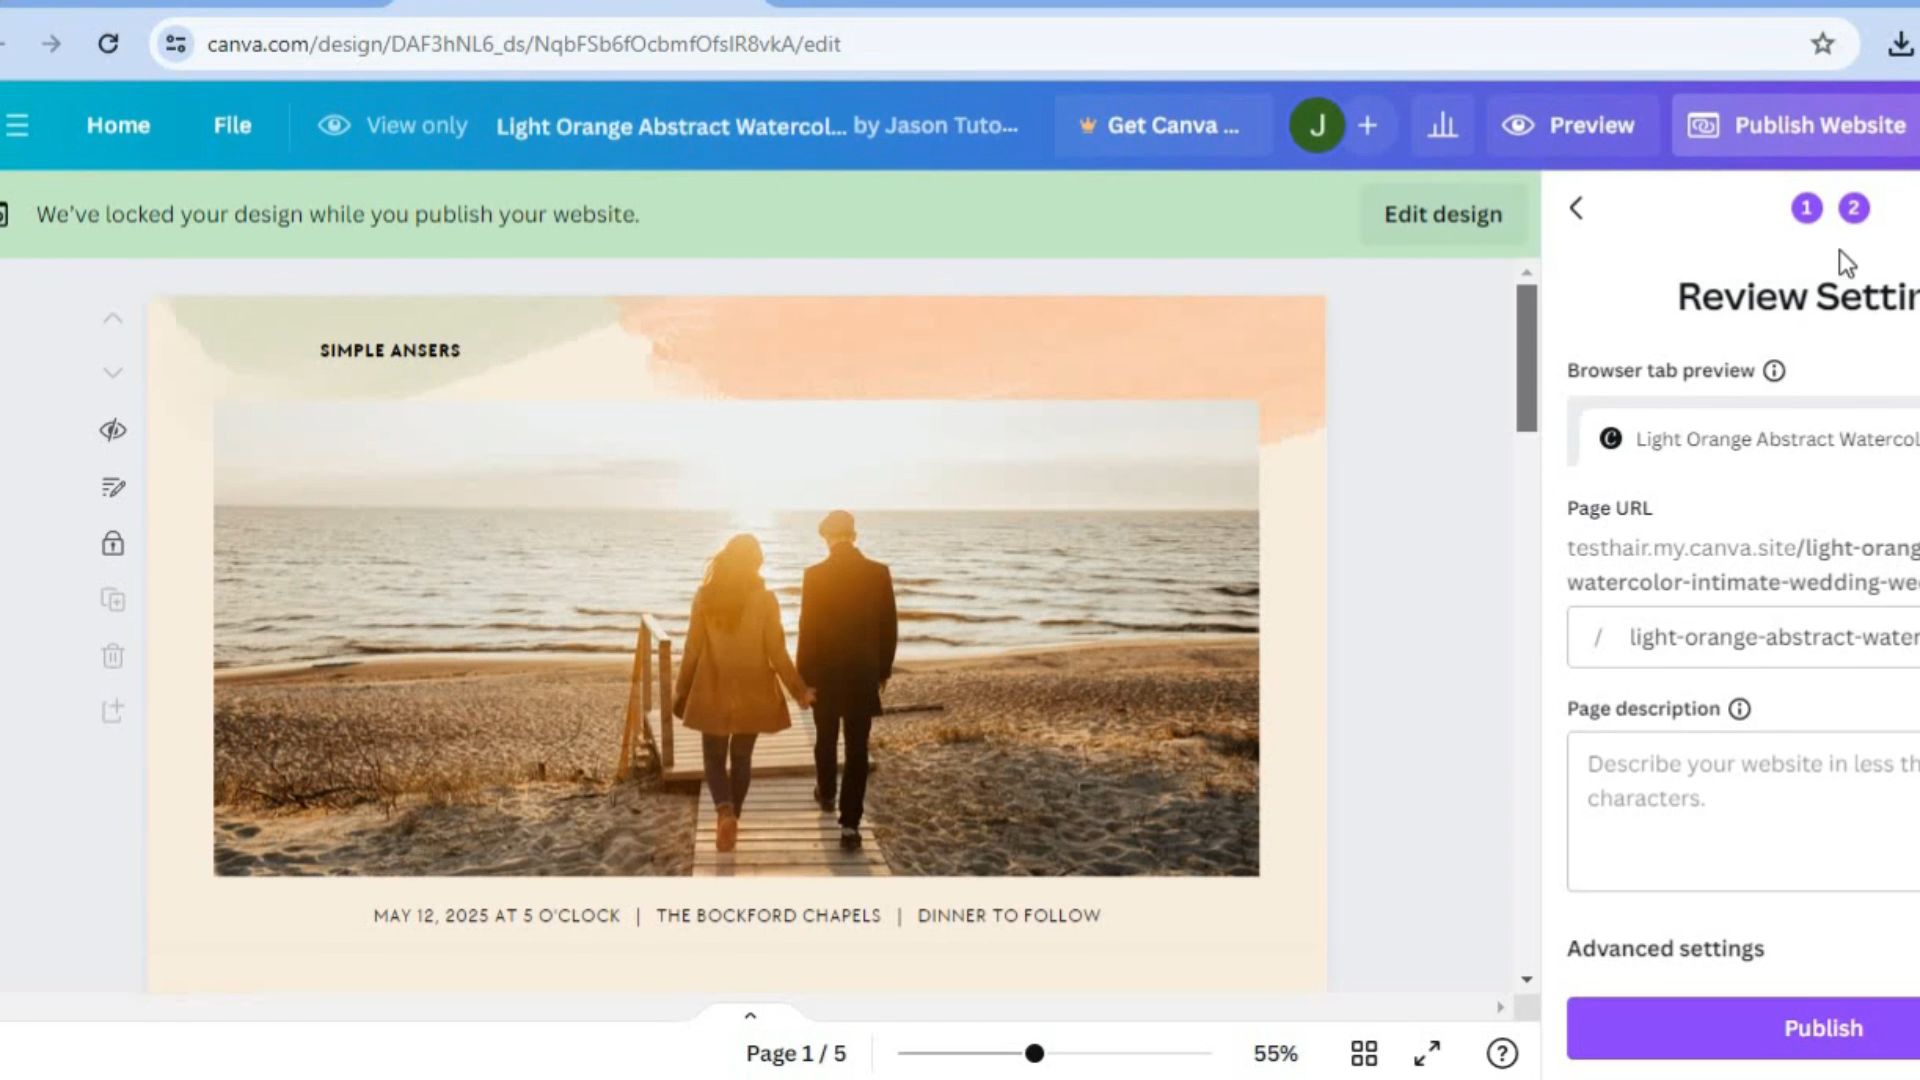 canva.com/design/DAF3hNL6_ds/NqbFSb6fOcbmfOfsIR8vkA/edit
Home File View only Light Orange Abstract Watercol... by Jason Tuto... Get Canva ... J + Preview Publish Website
We've locked your design while you publish your website. Edit design
1 2
Review Settin
SIMPLE ANSERS
Browser tab preview
Light Orange Abstract Watercol
Page URL
testhair.my.canva.site/light-orang
watercolor-intimate-wedding-we
/ light-orange-abstract-water
Page description
Describe your website in less th
characters.
MAY 12, 2025 AT 5 O'CLOCK | THE BOCKFORD CHAPELS | DINNER TO FOLLOW
Advanced settings
Publish
Page 1 / 5 55% ?